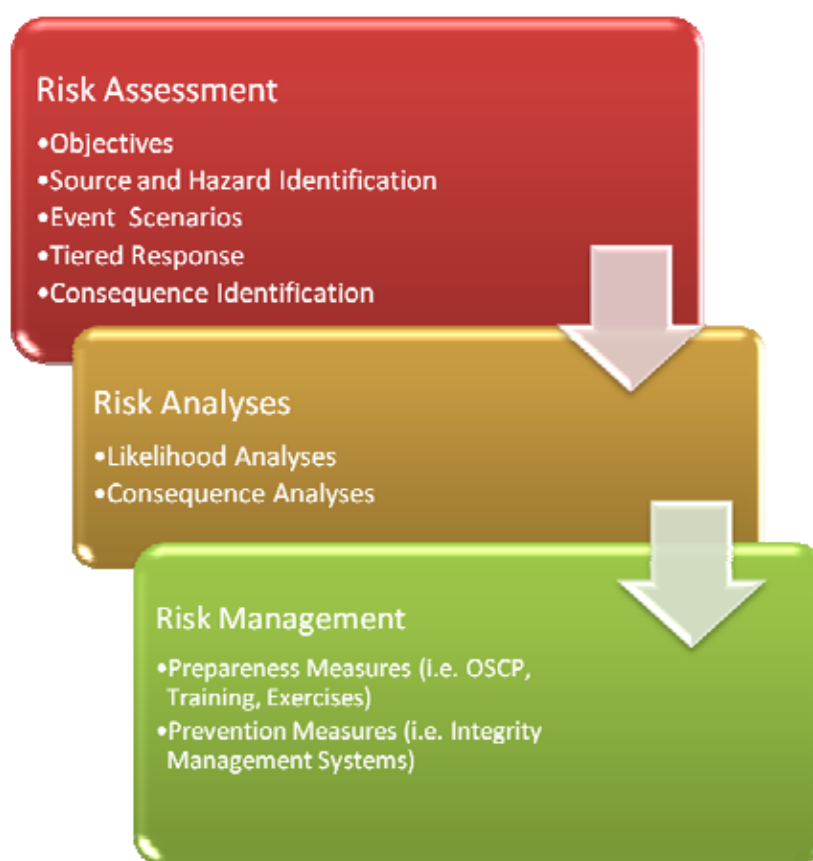 Risk Assessment
•Objectives
•Source and Hazard Identification
•Event Scenarios
•Tiered Response
•Consequence Identification
Risk Analyses
•Likelihood Analyses
•Consequence Analyses
Risk Management
•Prepareness Measures (i.e. OSCP,
Training, Exercises)
•Prevention Measures (i.e. Integrity
Management Systems)